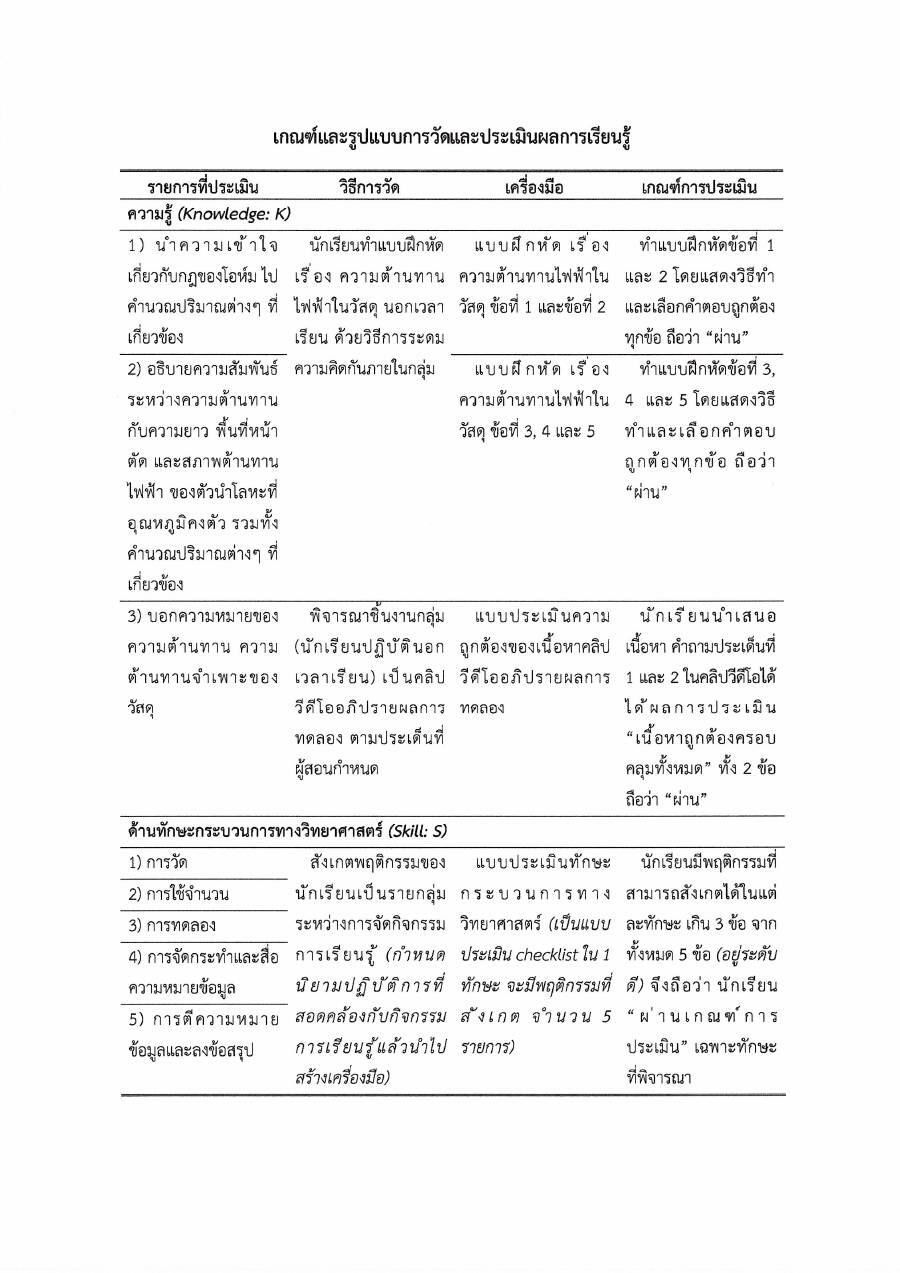 เกณฑ์และรูปแบบการวัดและประเมินผลการเรียนรู้
รายการที่ประเมิน วิธีการวัด เครื่องมือ เกณฑ์การประเมิน
ความรู้ (Knowledge: K)
1) นำความเข้าใจ
เกี่ยวกับกฎของโอห์ม ไป
คำนวณปริมาณต่างๆ ที่
เกี่ยวข้อง
นักเรียนทำแบบฝึกหัด
เรื่อง ความต้านทาน
ไฟฟ้าในวัสดุ นอกเวลา
เรียน ด้วยวิธีการระดม
ความคิดกันภายในกลุ่ม
แบบฝึกหัด เรื่อง
ความต้านทานไฟฟ้าใน
วัสดุ ข้อที่ 1 และข้อที่ 2
ทำแบบฝึกหัดข้อที่ 1
และ 2 โดยแสดงวิธีทำ
และเลือกคำตอบถูกต้อง
ทุกข้อ ถือว่า “ผ่าน”
2) อธิบายความสัมพันธ์
ระหว่างความต้านทาน
กับความยาว พื้นที่หน้า
ตัด และสภาพต้านทาน
ไฟฟ้า ของตัวนำโลหะที่
อุณหภูมิคงตัว รวมทั้ง
คำนวณปริมาณต่างๆ ที่
เกี่ยวข้อง
แบบฝึกหัด เรื่อง
ความต้านทานไฟฟ้าใน
วัสดุ ข้อที่ 3, 4 และ 5
ทำแบบฝึกหัดข้อที่ 3,
4 และ 5 โดยแสดงวิธี
ทำและเลือกคำตอบ
ถูกต้องทุกข้อ ถือว่า
“ผ่าน”
3) บอกความหมายของ
ความต้านทาน ความ
ต้านทานจำเพาะของ
วัสดุ
พิจารณาชิ้นงานกลุ่ม
(นักเรียนปฏิบัตินอก
เวลาเรียน) เป็นคลิป
วีดีโออภิปรายผลการ
ทดลอง ตามประเด็นที่
ผู้สอนกำหนด
แบบประเมินความ
ถูกต้องของเนื้อหาคลิป
วีดีโออภิปรายผลการ
ทดลอง
นักเรียนนำเสนอ
เนื้อหา คำถามประเด็นที่
1 และ 2 ในคลิปวีดีโอได้
ได้ผลการประเมิน
“เนื้อหาถูกต้องครอบ
คลุมทั้งหมด” ทั้ง 2 ข้อ
ถือว่า “ผ่าน”
ด้านทักษะกระบวนการทางวิทยาศาสตร์ (Skill: S)
1) การวัด
2) การใช้จำนวน
3) การทดลอง
4) การจัดกระทำและสื่อ
ความหมายข้อมูล
5) การตีความหมาย
ข้อมูลและลงข้อสรุป
สังเกตพฤติกรรมของ
นักเรียนเป็นรายกลุ่ม
ระหว่างการจัดกิจกรรม
การเรียนรู้ (กำหนด
นิยามปฏิบัติการที่
สอดคล้องกับกิจกรรม
การเรียนรู้แล้วนำไป
สร้างเครื่องมือ)
แบบประเมินทักษะ
กระบวนการทาง
วิทยาศาสตร์ (เป็นแบบ
ประเมิน checklist ใน 1
ทักษะ จะมีพฤติกรรมที่
สังเกต จำนวน 5
รายการ)
นักเรียนมีพฤติกรรมที่
สามารถสังเกตได้ในแต่
ละทักษะ เกิน 3 ข้อ จาก
ทั้งหมด 5 ข้อ (อยู่ระดับ
ดี) จึงถือว่า นักเรียน
“ผ่านเกณฑ์การ
ประเมิน” เฉพาะทักษะ
ที่พิจารณา